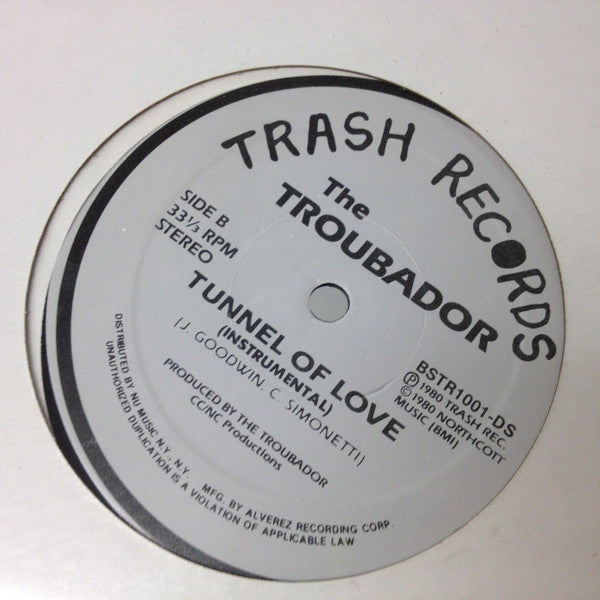 TRASH RECORDS
The
TROUBADOR
SIDE B
33⅓ RPM
STEREO
BSTR1001-DS
Ⓟ 1980 TRASH REC.
© 1980 NORTHCOTT
MUSIC (BMI)
TUNNEL OF LOVE
(INSTRUMENTAL)
(J. GOODWIN, C. SIMONETTI)
PRODUCED BY THE TROUBADOR
CC/NC Productions
DISTRIBUTED BY NU MUSIC N.Y., N.Y. MFG. BY ALVEREZ RECORDING CORP.
UNAUTHORIZED DUPLICATION IS A VIOLATION OF APPLICABLE LAW